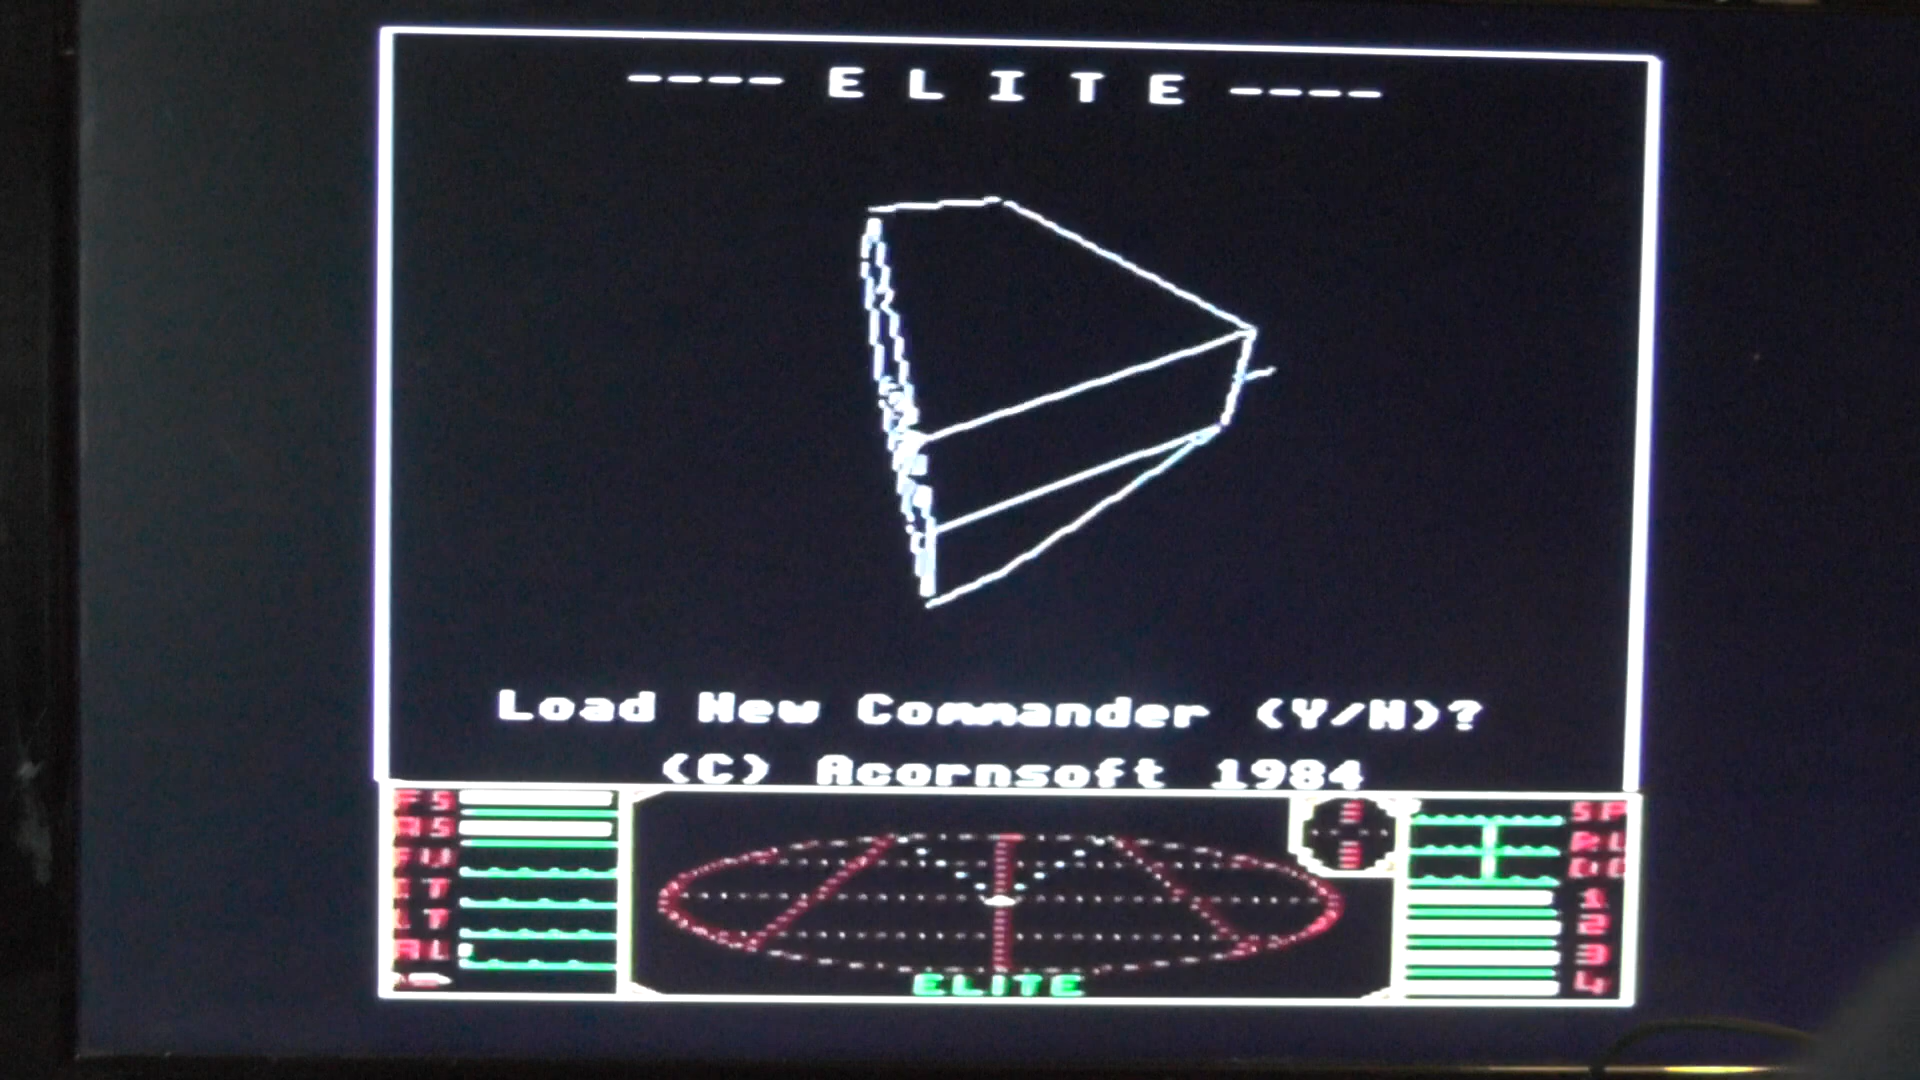 ---- E L I T E ----
Load New Commander (Y/N)?
(C) Acornsoft 1984
FS
AS
FU
CT
LT
AL
ELITE
SP
RL
DC
1
2
3
4